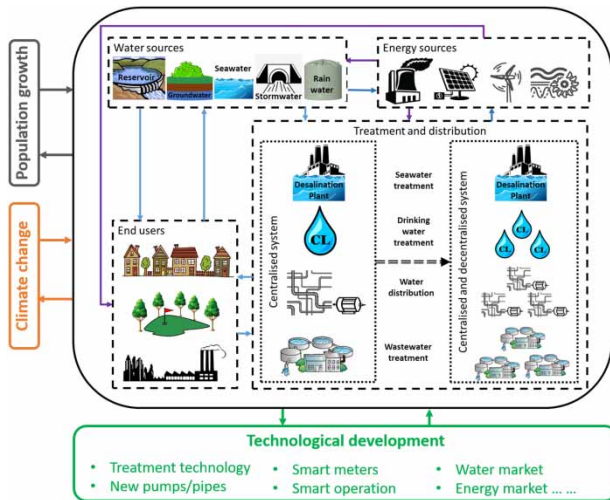 Population growth
Climate change
Water sources
Reservoir
Groundwater
Seawater
Stormwater
Rain
water
Energy sources
Treatment and distribution
Centralised system
Desalination
Plant
CL
Seawater
treatment
Drinking
water
treatment
Water
distribution
Wastewater
treatment
Centralised and decentralised system
Desalination
Plant
CL
CL
CL
End users
Technological development
• Treatment technology
• New pumps/pipes
• Smart meters
• Smart operation
• Water market
• Energy market ... ...